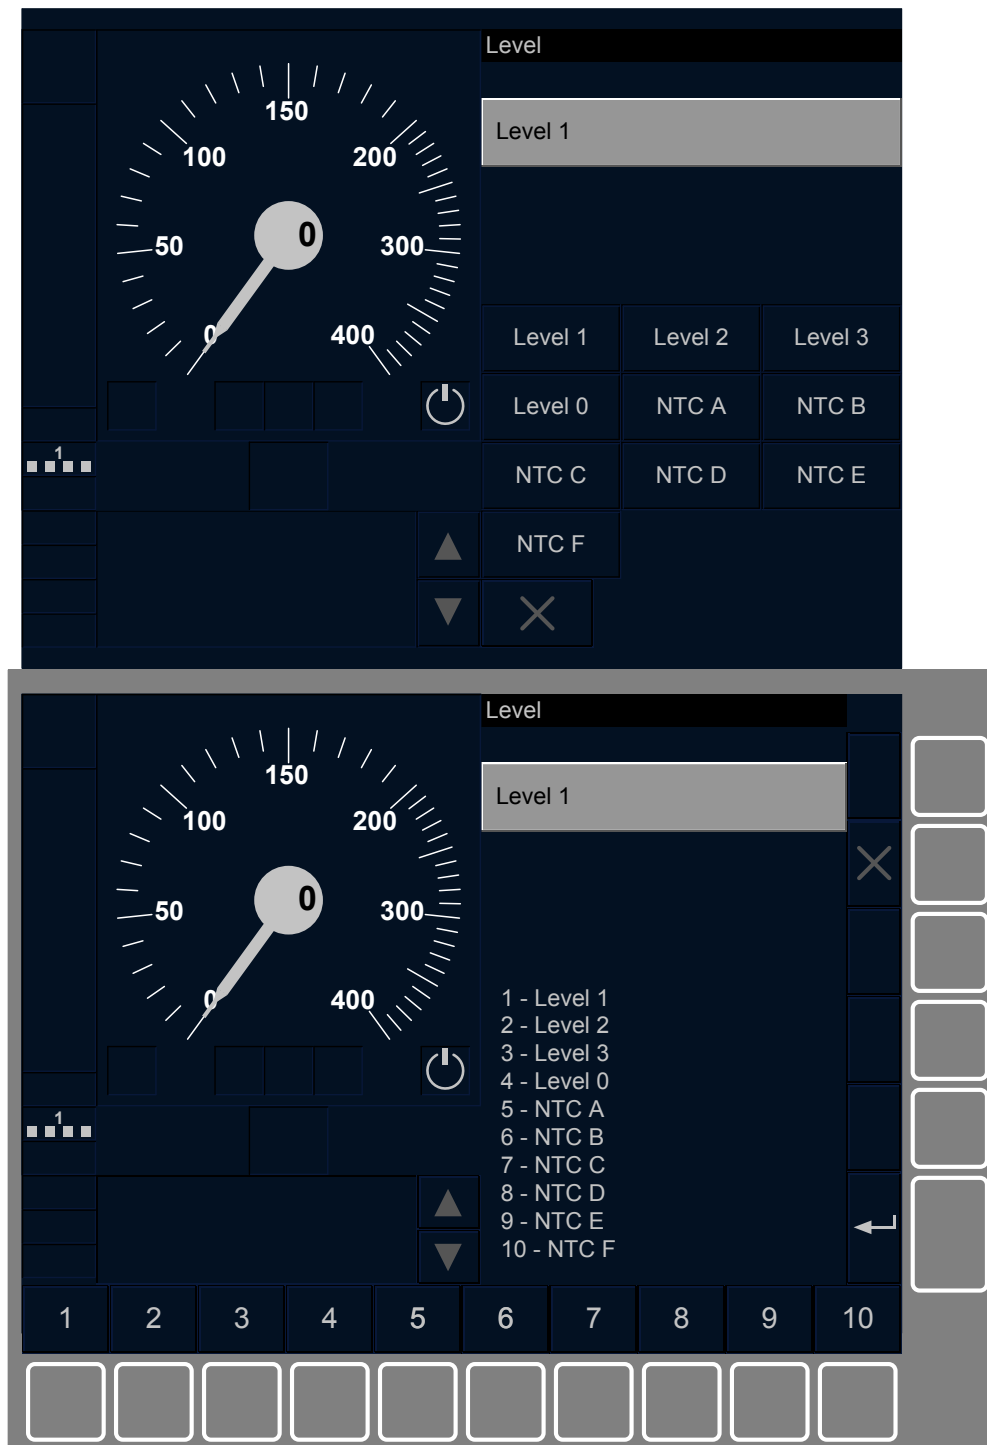 Level
150
100 200
Level 1
0
50 300
0 400
Level 1 Level 2 Level 3
Level 0 NTC A NTC B
1
NTC C NTC D NTC E
NTC F
Level
150
100 200
Level 1
0
50 300
0 400
1 - Level 1
2 - Level 2
3 - Level 3
4 - Level 0
5 - NTC A
6 - NTC B
7 - NTC C
8 - NTC D
9 - NTC E
10 - NTC F
1
1 2 3 4 5 6 7 8 9 10